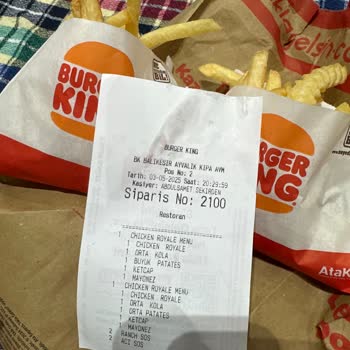 BURGER
KING
BURGER
KING
AtaK
BURGER KING
BK BALIKESIR AYVALIK KIPA AVM
Pos No: 2
Tarih: 03-05-2025 Saat: 20:29:59
Kasiyer: ABDULSAMET SEKIRGEN
Siparis No: 2100
Restoran
1 CHICKEN ROYALE MENU
1 CHICKEN ROYALE
1 ORTA KOLA
1 BUYUK PATATES
1 KETCAP
1 MAYONEZ
1 CHICKEN ROYALE MENU
1 CHICKEN ROYALE
1 ORTA KOLA
1 ORTA PATATES
1 KETCAP
1 MAYONEZ
2 RANCH SOS
2 ACI SOS